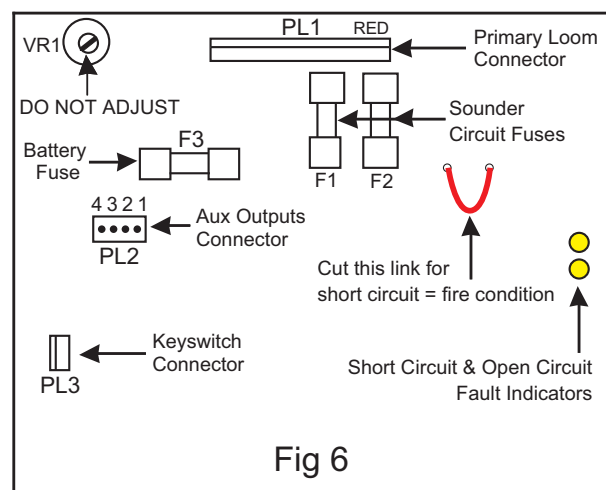 PL1 RED
VR1
Primary Loom
Connector
DO NOT ADJUST
Sounder
Circuit Fuses
Battery
Fuse
F3
F1 F2
4 3 2 1
Aux Outputs
Connector
PL2
Cut this link for
short circuit = fire condition
Keyswitch
Connector
PL3
Short Circuit & Open Circuit
Fault Indicators
Fig 6